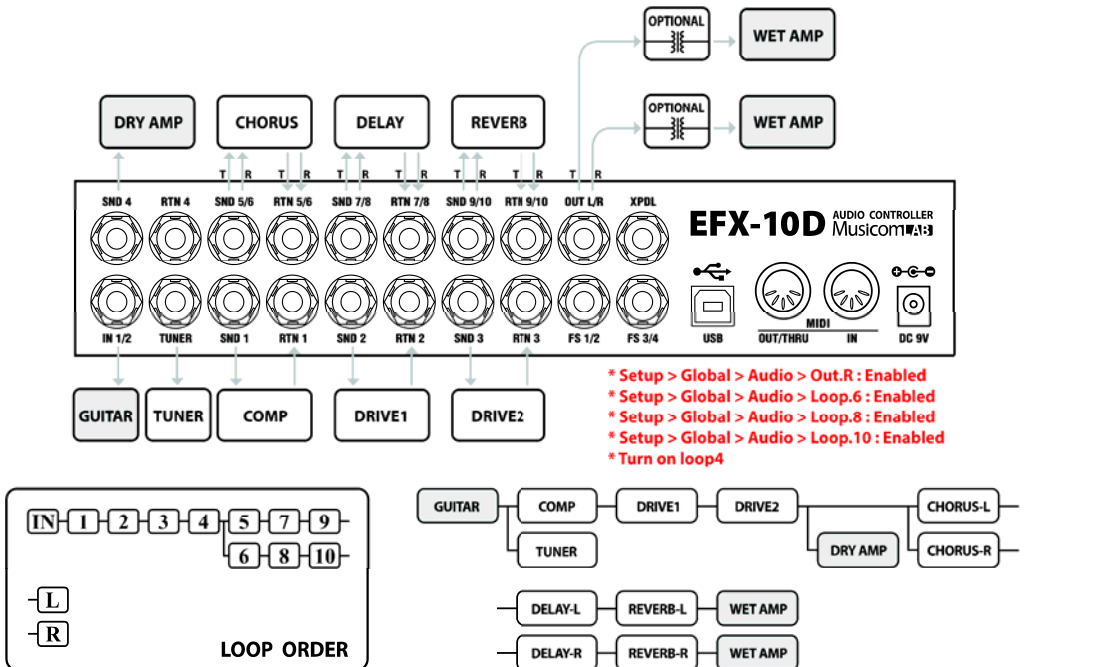 OPTIONAL
WET AMP
OPTIONAL
WET AMP
DRY AMP
CHORUS
DELAY
REVERB
T R T R T R T R T R T R T R
SND 4 RTN 4 SND 5/6 RTN 5/6 SND 7/8 RTN 7/8 SND 9/10 RTN 9/10 OUT L/R XPDL
EFX-10D AUDIO CONTROLLER
MusicomLAB
IN 1/2 TUNER SND 1 RTN 1 SND 2 RTN 2 SND 3 RTN 3 FS 1/2 FS 3/4 USB OUT/THRU MIDI IN DC 9V
GUITAR TUNER COMP DRIVE1 DRIVE2
* Setup > Global > Audio > Out.R : Enabled
* Setup > Global > Audio > Loop.6 : Enabled
* Setup > Global > Audio > Loop.8 : Enabled
* Setup > Global > Audio > Loop.10 : Enabled
* Turn on loop4
IN 1 2 3 4 5 7 9
6 8 10
L
R
LOOP ORDER
GUITAR COMP DRIVE1 DRIVE2 CHORUS-L
TUNER DRY AMP CHORUS-R
DELAY-L REVERB-L WET AMP
DELAY-R REVERB-R WET AMP